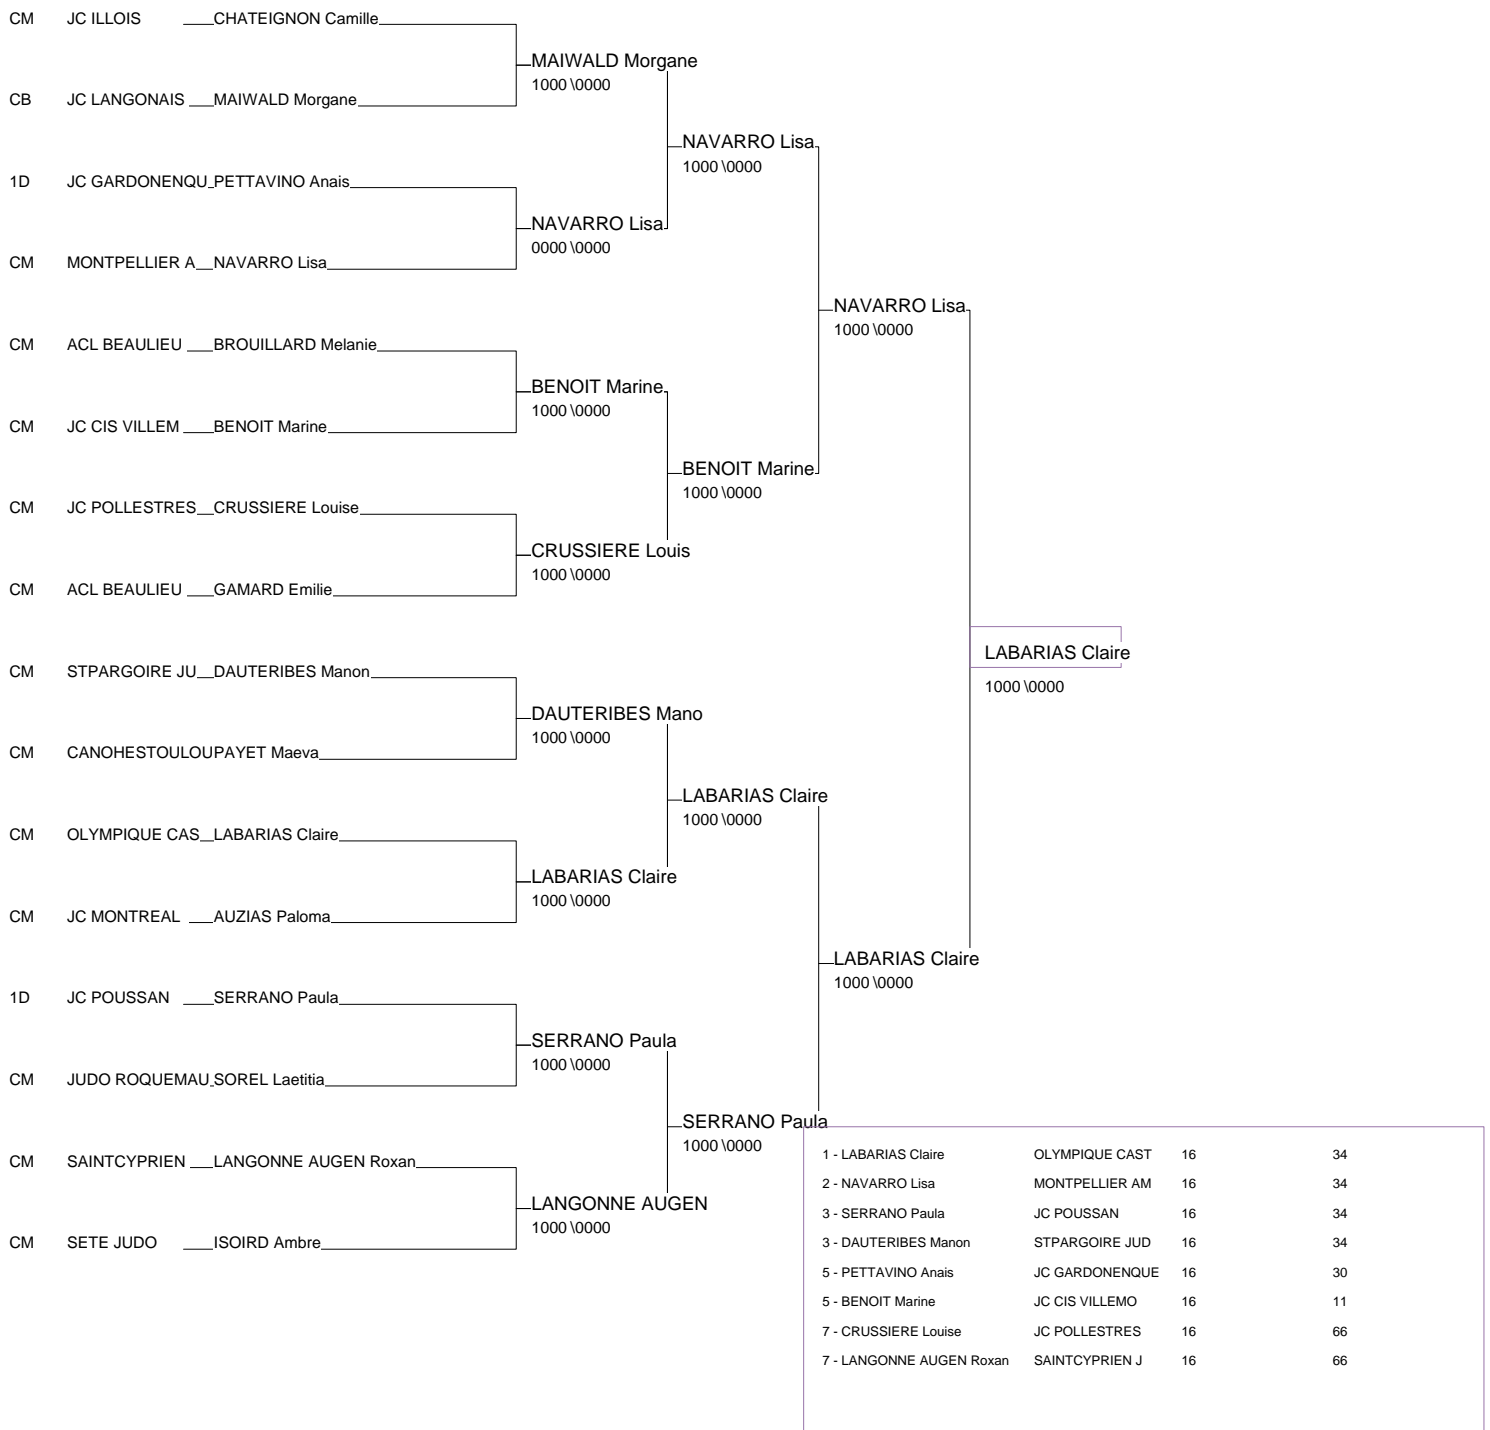 CM JC ILLOIS CHATEIGNON Camille
MAIWALD Morgane
1000 \0000
CB JC LANGONAIS MAIWALD Morgane
NAVARRO Lisa
1000 \0000
1D JC GARDONENQU PETTAVINO Anais
NAVARRO Lisa
0000 \0000
CM MONTPELLIER A NAVARRO Lisa
NAVARRO Lisa
1000 \0000
CM ACL BEAULIEU BROUILLARD Melanie
BENOIT Marine
1000 \0000
CM JC CIS VILLEM BENOIT Marine
BENOIT Marine
1000 \0000
CM JC POLLESTRES CRUSSIERE Louise
CRUSSIERE Louis
1000 \0000
CM ACL BEAULIEU GAMARD Emilie
LABARIAS Claire
1000 \0000
CM STPARGOIRE JU DAUTERIBES Manon
DAUTERIBES Mano
1000 \0000
CM CANOHESTOULOU PAYET Maeva
LABARIAS Claire
1000 \0000
CM OLYMPIQUE CAS LABARIAS Claire
LABARIAS Claire
1000 \0000
CM JC MONTREAL AUZIAS Paloma
LABARIAS Claire
1000 \0000
1D JC POUSSAN SERRANO Paula
SERRANO Paula
1000 \0000
CM JUDO ROQUEMAU SOREL Laetitia
SERRANO Paula
1000 \0000
CM SAINTCYPRIEN LANGONNE AUGEN Roxan
LANGONNE AUGEN
1000 \0000
CM SETE JUDO ISOIRD Ambre
1 - LABARIAS Claire OLYMPIQUE CAST 16 34
2 - NAVARRO Lisa MONTPELLIER AM 16 34
3 - SERRANO Paula JC POUSSAN 16 34
3 - DAUTERIBES Manon STPARGOIRE JUD 16 34
5 - PETTAVINO Anais JC GARDONENQUE 16 30
5 - BENOIT Marine JC CIS VILLEMO 16 11
7 - CRUSSIERE Louise JC POLLESTRES 16 66
7 - LANGONNE AUGEN Roxan SAINTCYPRIEN J 16 66